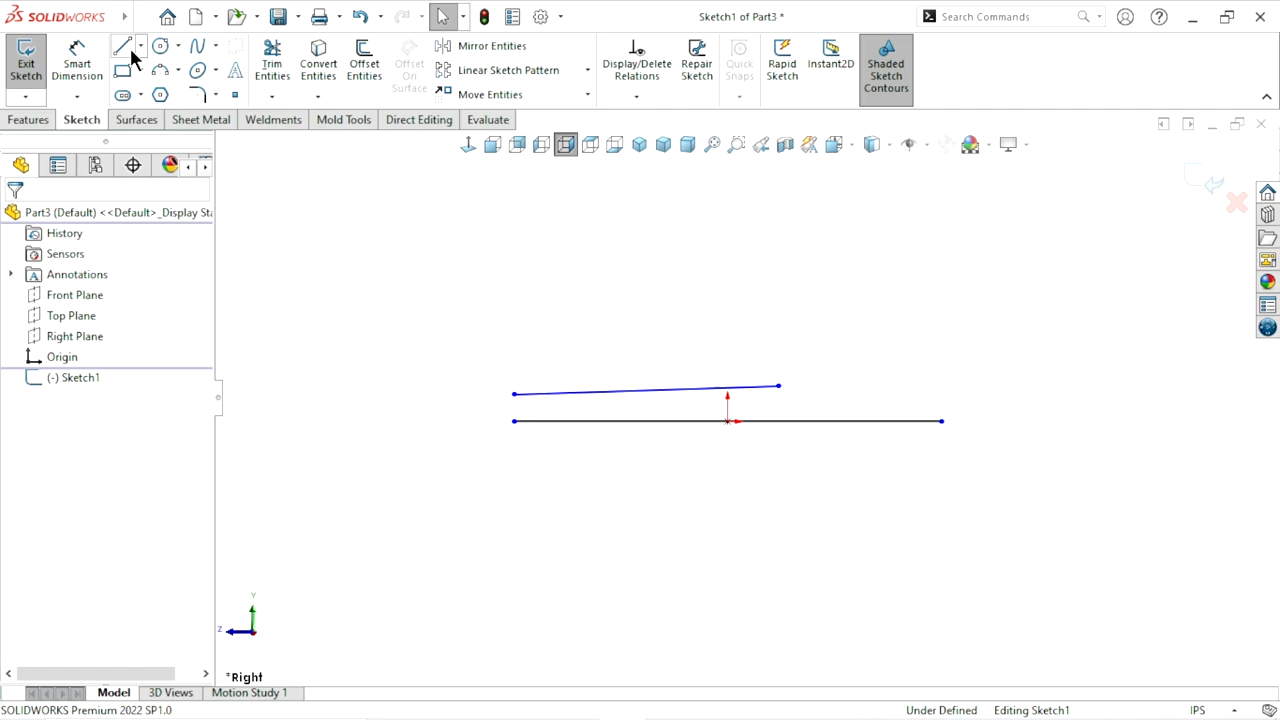 SOLIDWORKS
Sketch1 of Part3 *
Search Commands
Exit Sketch
Smart Dimension
Trim Entities
Convert Entities
Offset Entities
Offset On Surface
Mirror Entities
Linear Sketch Pattern
Move Entities
Display/Delete Relations
Repair Sketch
Quick Snaps
Rapid Sketch
Instant2D
Shaded Sketch Contours
Features
Sketch
Surfaces
Sheet Metal
Weldments
Mold Tools
Direct Editing
Evaluate
Part3 (Default) <<Default>_Display Sta
History
Sensors
Annotations
Front Plane
Top Plane
Right Plane
Origin
(-) Sketch1
Y
Z
*Right
Model
3D Views
Motion Study 1
SOLIDWORKS Premium 2022 SP1.0
Under Defined
Editing Sketch1
IPS